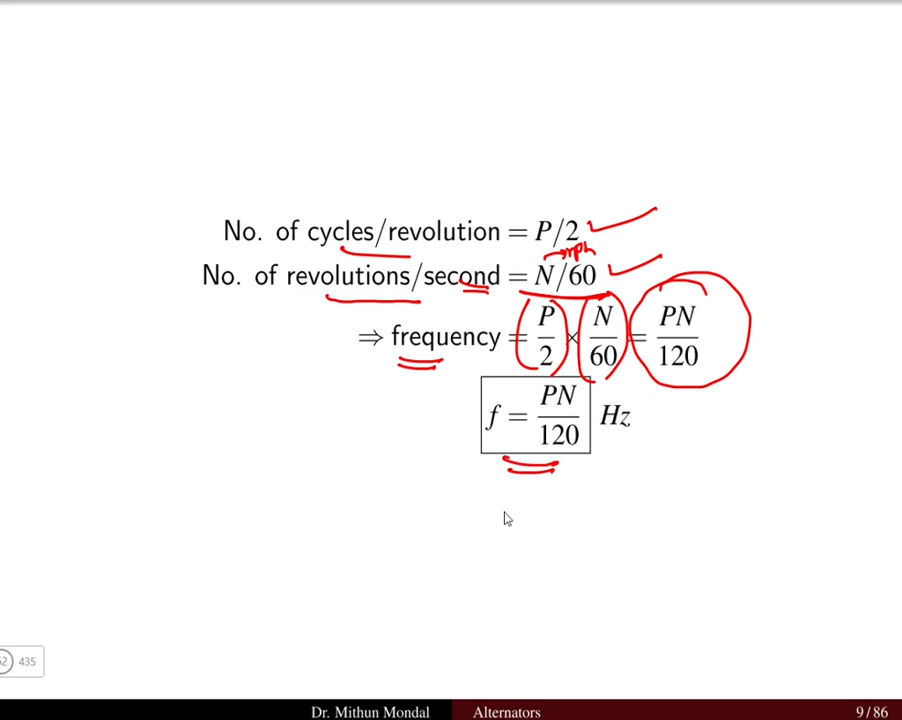 No. of cycles/revolution = P/2
rpm
No. of revolutions/second = N/60
⇒ frequency = P/2 × N/60 = PN/120
f = PN/120 Hz
435
Dr. Mithun Mondal Alternators 9/86